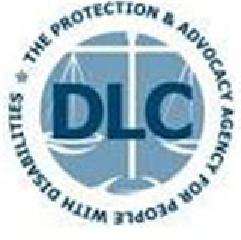 ★ THE PROTECTION & ADVOCACY AGENCY FOR PEOPLE WITH DISABILITIES
DLC